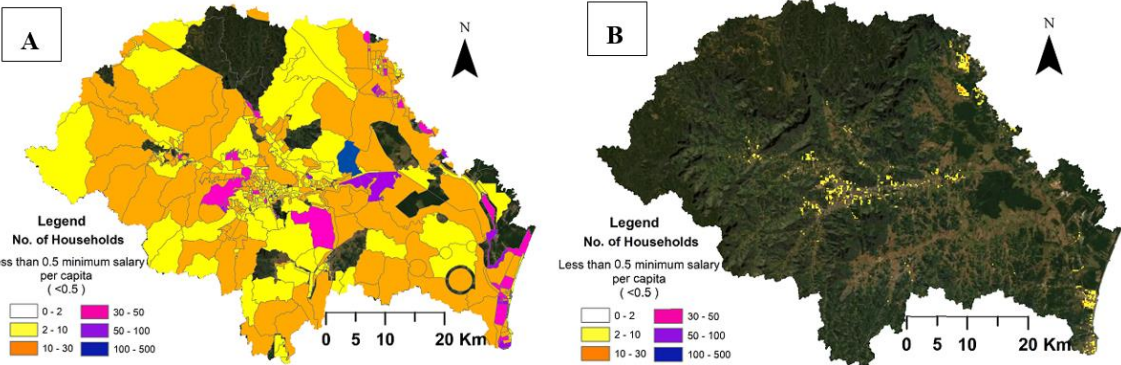 A
N
Legend
No. of Households
ess than 0.5 minimum salary
per capita
( <0.5 )
0 - 2
30 - 50
2 - 10
50 - 100
10 - 30
100 - 500
0 5 10 20 Km
B
N
Legend
No. of Households
Less than 0.5 minimum salary
per capita
( <0.5 )
0 - 2
30 - 50
2 - 10
50 - 100
10 - 30
100 - 500
0 5 10 20 Km